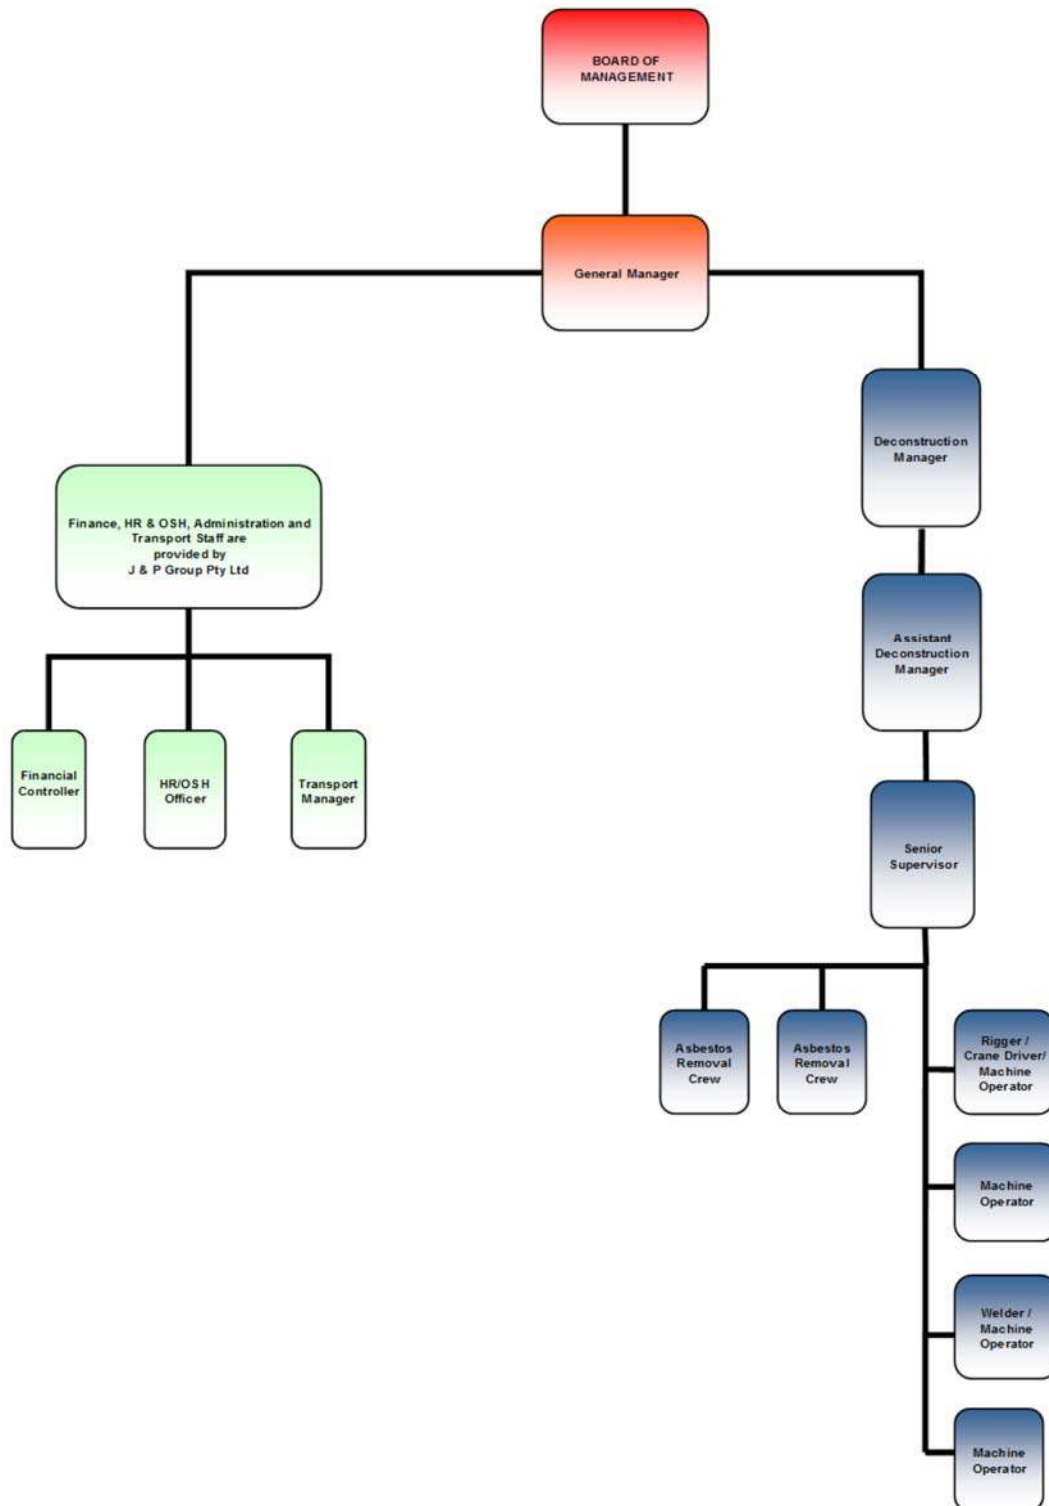 BOARD OF
MANAGEMENT
General Manager
Deconstruction
Manager
Finance, HR & OSH, Administration and
Transport Staff are
provided by
J & P Group Pty Ltd
Assistant
Deconstruction
Manager
Financial
Controller
HR/OSH
Officer
Transport
Manager
Senior
Supervisor
Asbestos
Removal
Crew
Asbestos
Removal
Crew
Rigger /
Crane Driver/
Machine
Operator
Machine
Operator
Welder /
Machine
Operator
Machine
Operator